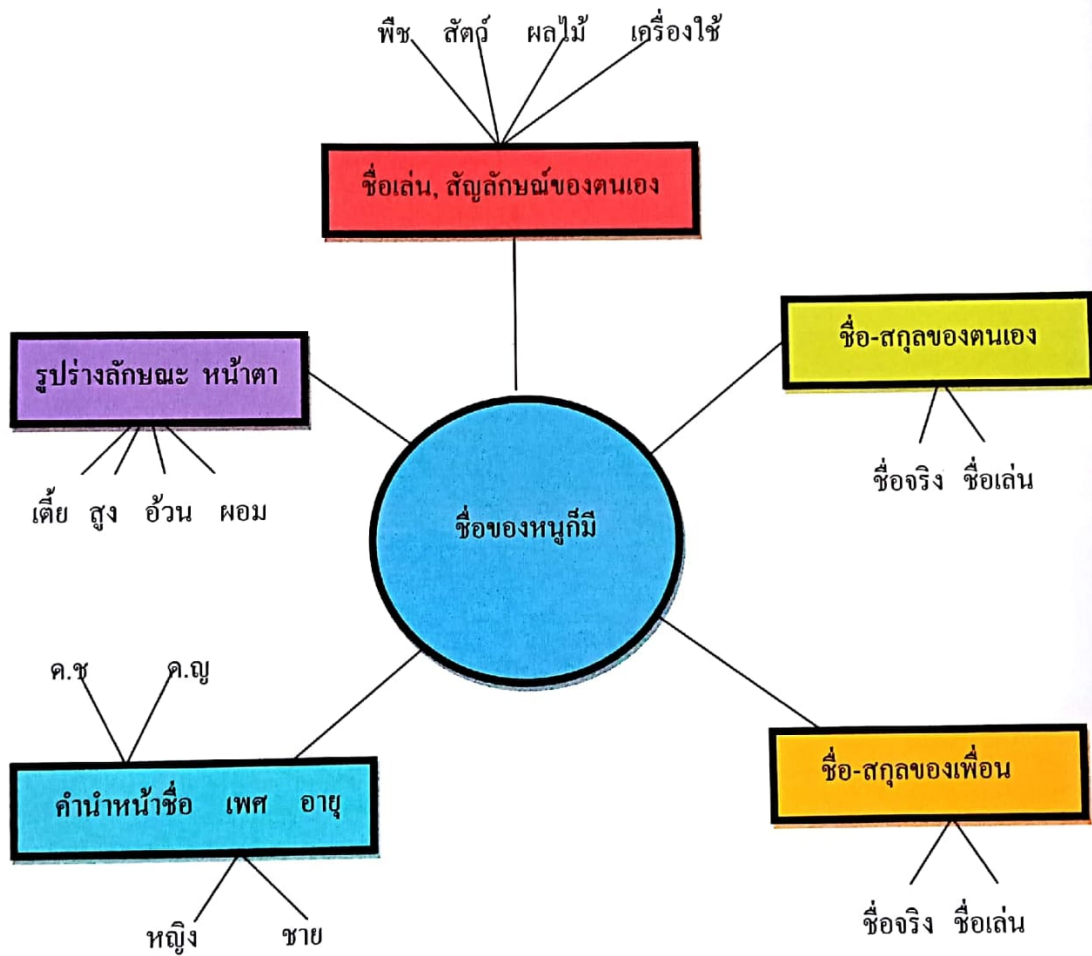 พืช สัตว์ ผลไม้ เครื่องใช้
ชื่อเล่น, สัญลักษณ์ของตนเอง
ชื่อ-สกุลของตนเอง
ชื่อจริง ชื่อเล่น
รูปร่างลักษณะ หน้าตา
เตี้ย สูง อ้วน ผอม
ชื่อของหนูก็มี
ค.ช ค.ญ
คำนำหน้าชื่อ เพศ อายุ
หญิง ชาย
ชื่อ-สกุลของเพื่อน
ชื่อจริง ชื่อเล่น